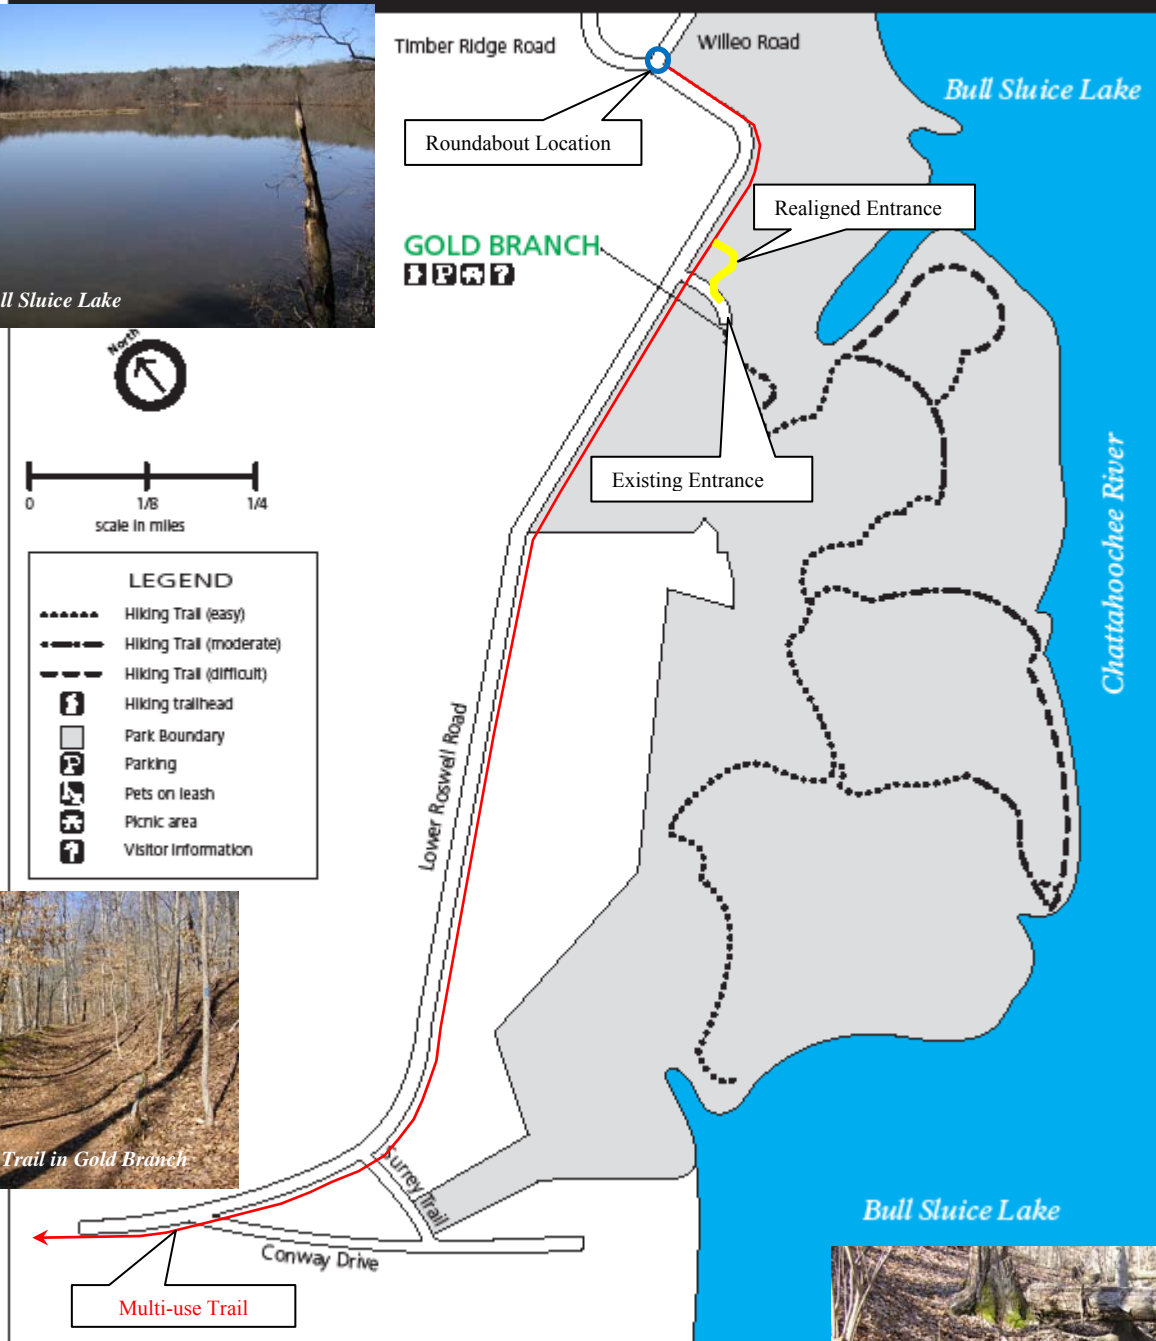 Timber Ridge Road
Willeo Road
Bull Sluice Lake
Roundabout Location
Realigned Entrance
GOLD BRANCH
ll Sluice Lake
North
Existing Entrance
0
1/8
1/4
scale in miles
Chattahoochee River
LEGEND
Hiking Trail (easy)
Hiking Trail (moderate)
Hiking Trail (difficult)
Hiking trailhead
Park Boundary
P Parking
Pets on leash
Picnic area
? Visitor Information
Lower Roswell Road
Trail in Gold Branch
Surrey Trail
Bull Sluice Lake
Conway Drive
Multi-use Trail